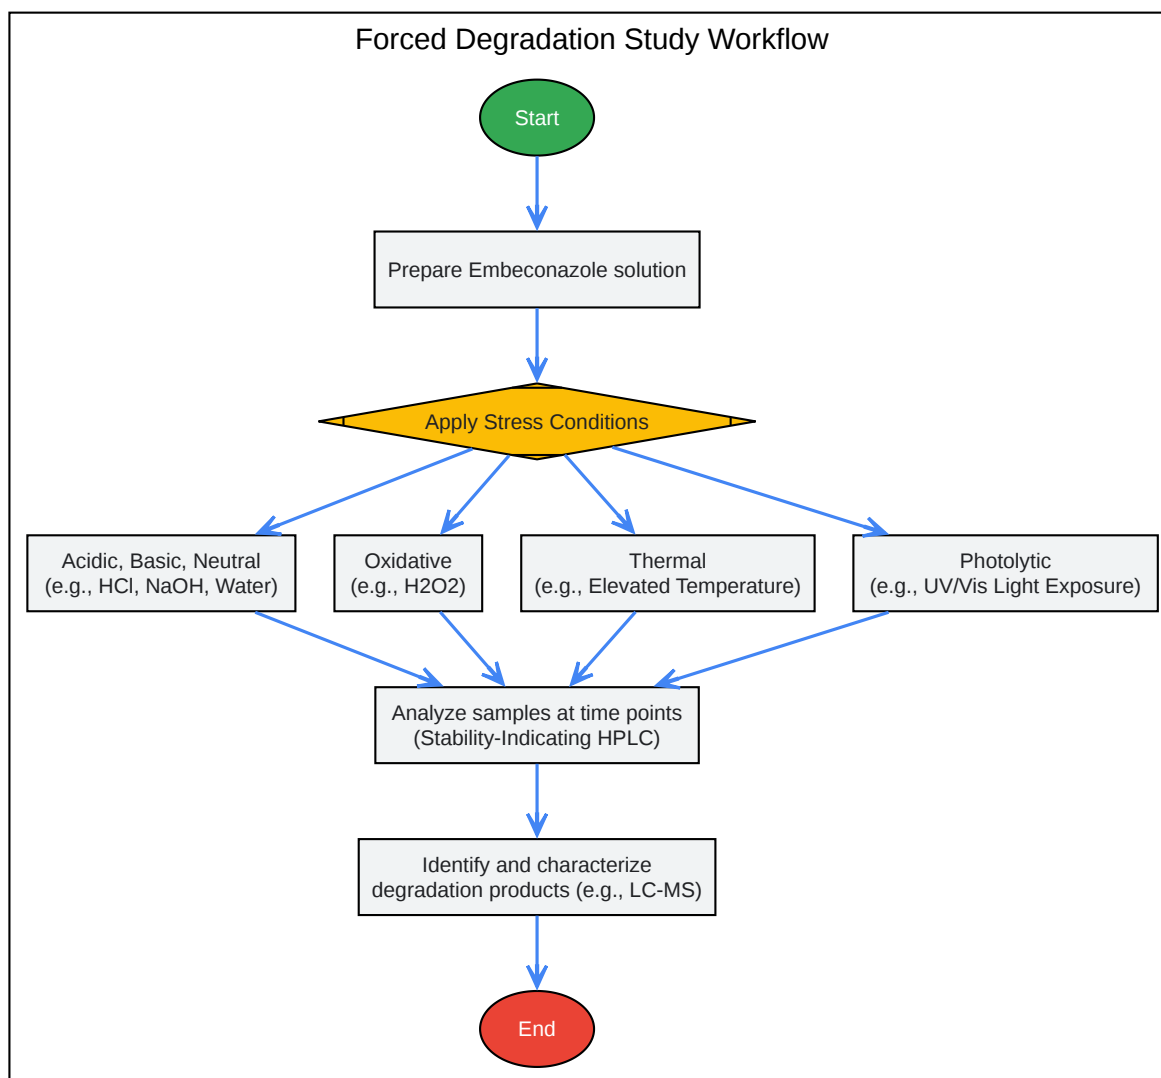 Forced Degradation Study Workflow
Start
Prepare Embeconazole solution
Apply Stress Conditions
Acidic, Basic, Neutral
(e.g., HCl, NaOH, Water)
Oxidative
(e.g., H2O2)
Thermal
(e.g., Elevated Temperature)
Photolytic
(e.g., UV/Vis Light Exposure)
Analyze samples at time points
(Stability-Indicating HPLC)
Identify and characterize
degradation products (e.g., LC-MS)
End